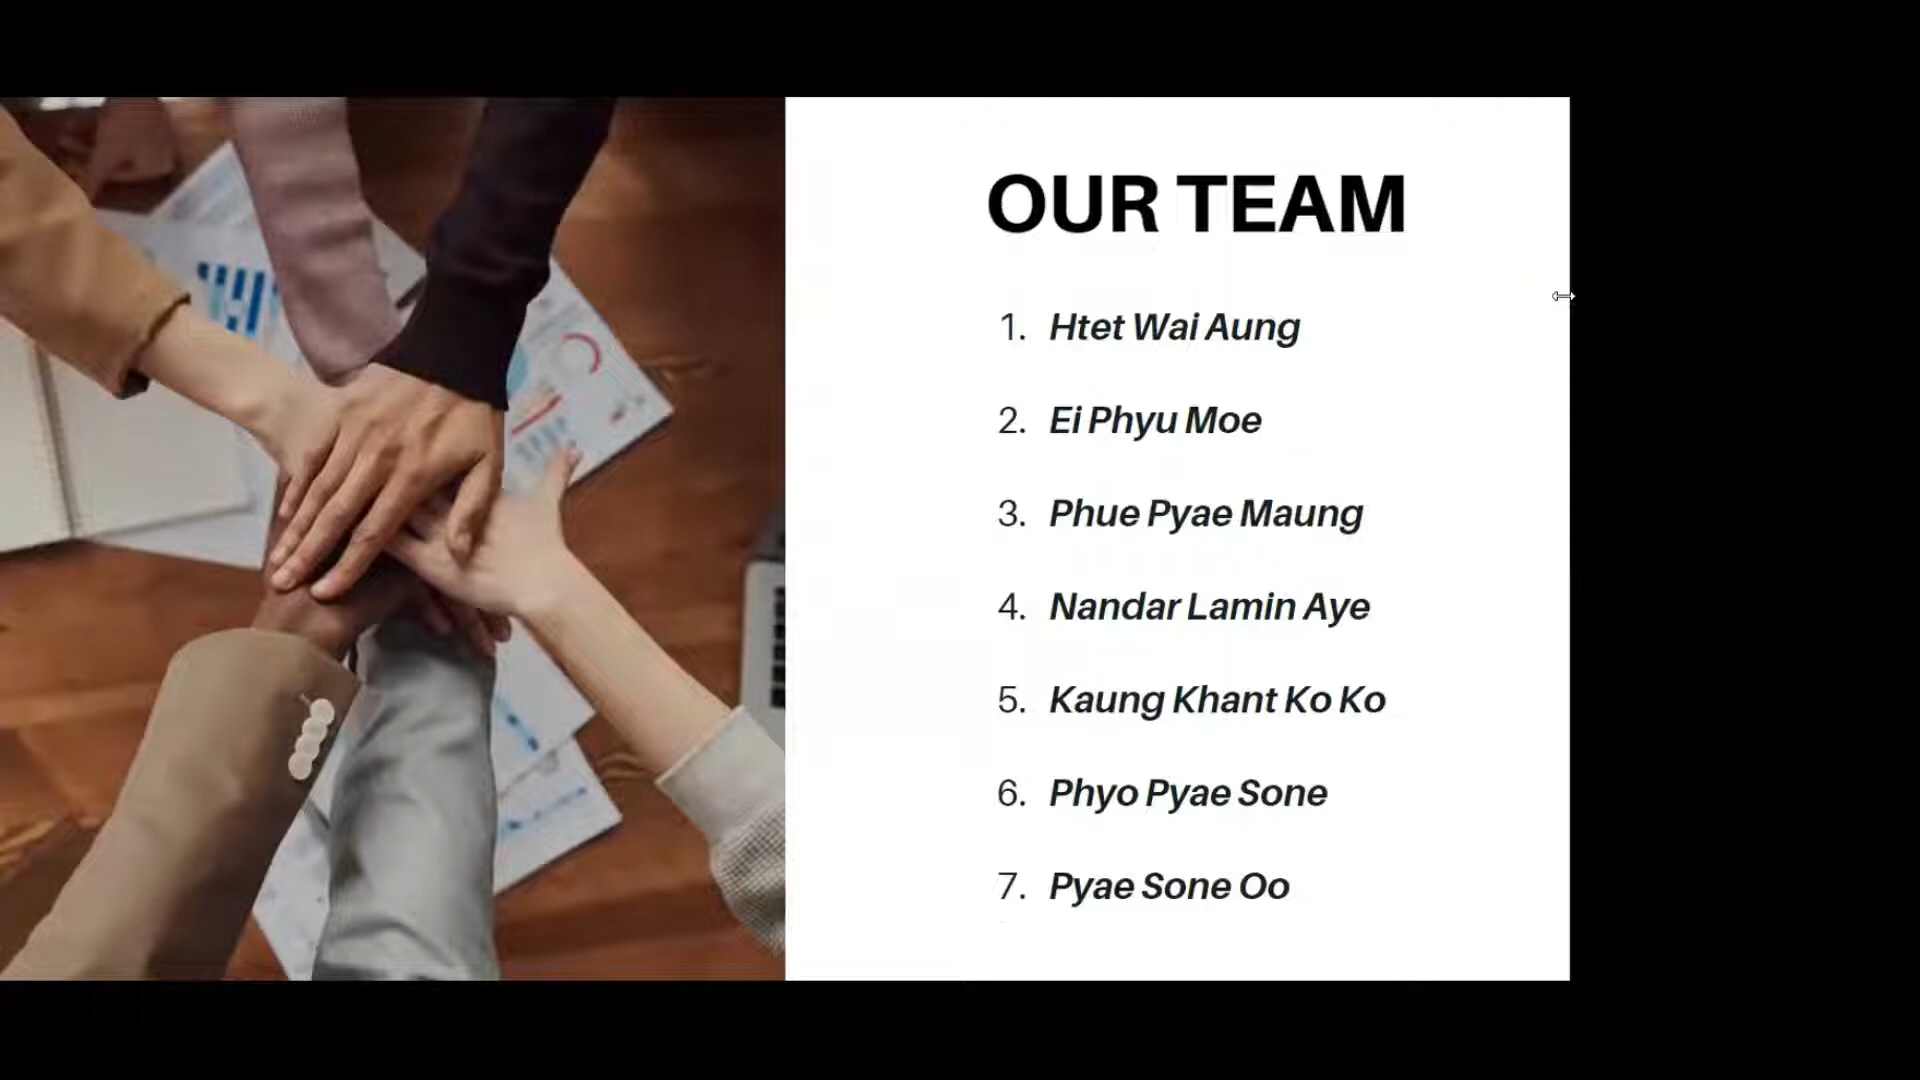 OUR TEAM
1. Htet Wai Aung
2. Ei Phyu Moe
3. Phue Pyae Maung
4. Nandar Lamin Aye
5. Kaung Khant Ko Ko
6. Phyo Pyae Sone
7. Pyae Sone Oo